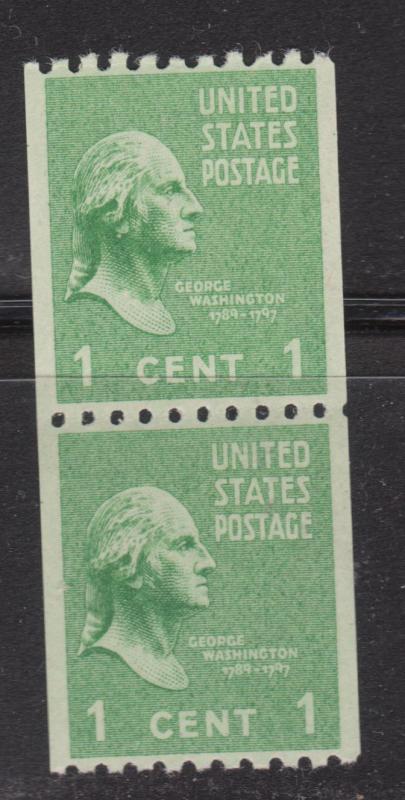 UNITED
STATES
POSTAGE
GEORGE
WASHINGTON
1789-1797
1 CENT 1
UNITED
STATES
POSTAGE
GEORGE
WASHINGTON
1789-1797
1 CENT 1